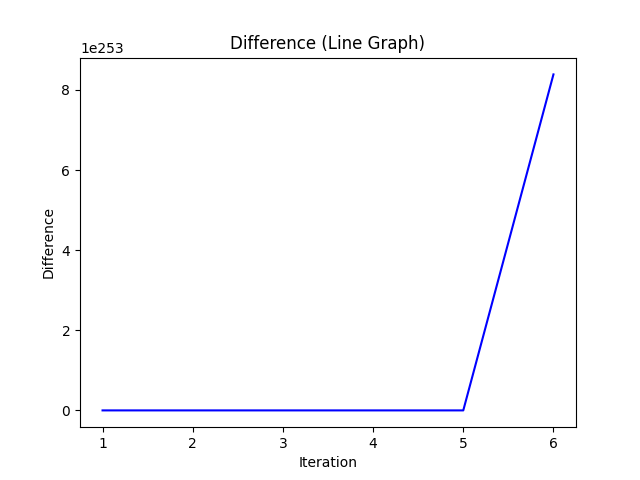 Difference (Line Graph)
1e253
8
6
4
2
0
Difference
1 2 3 4 5 6
Iteration